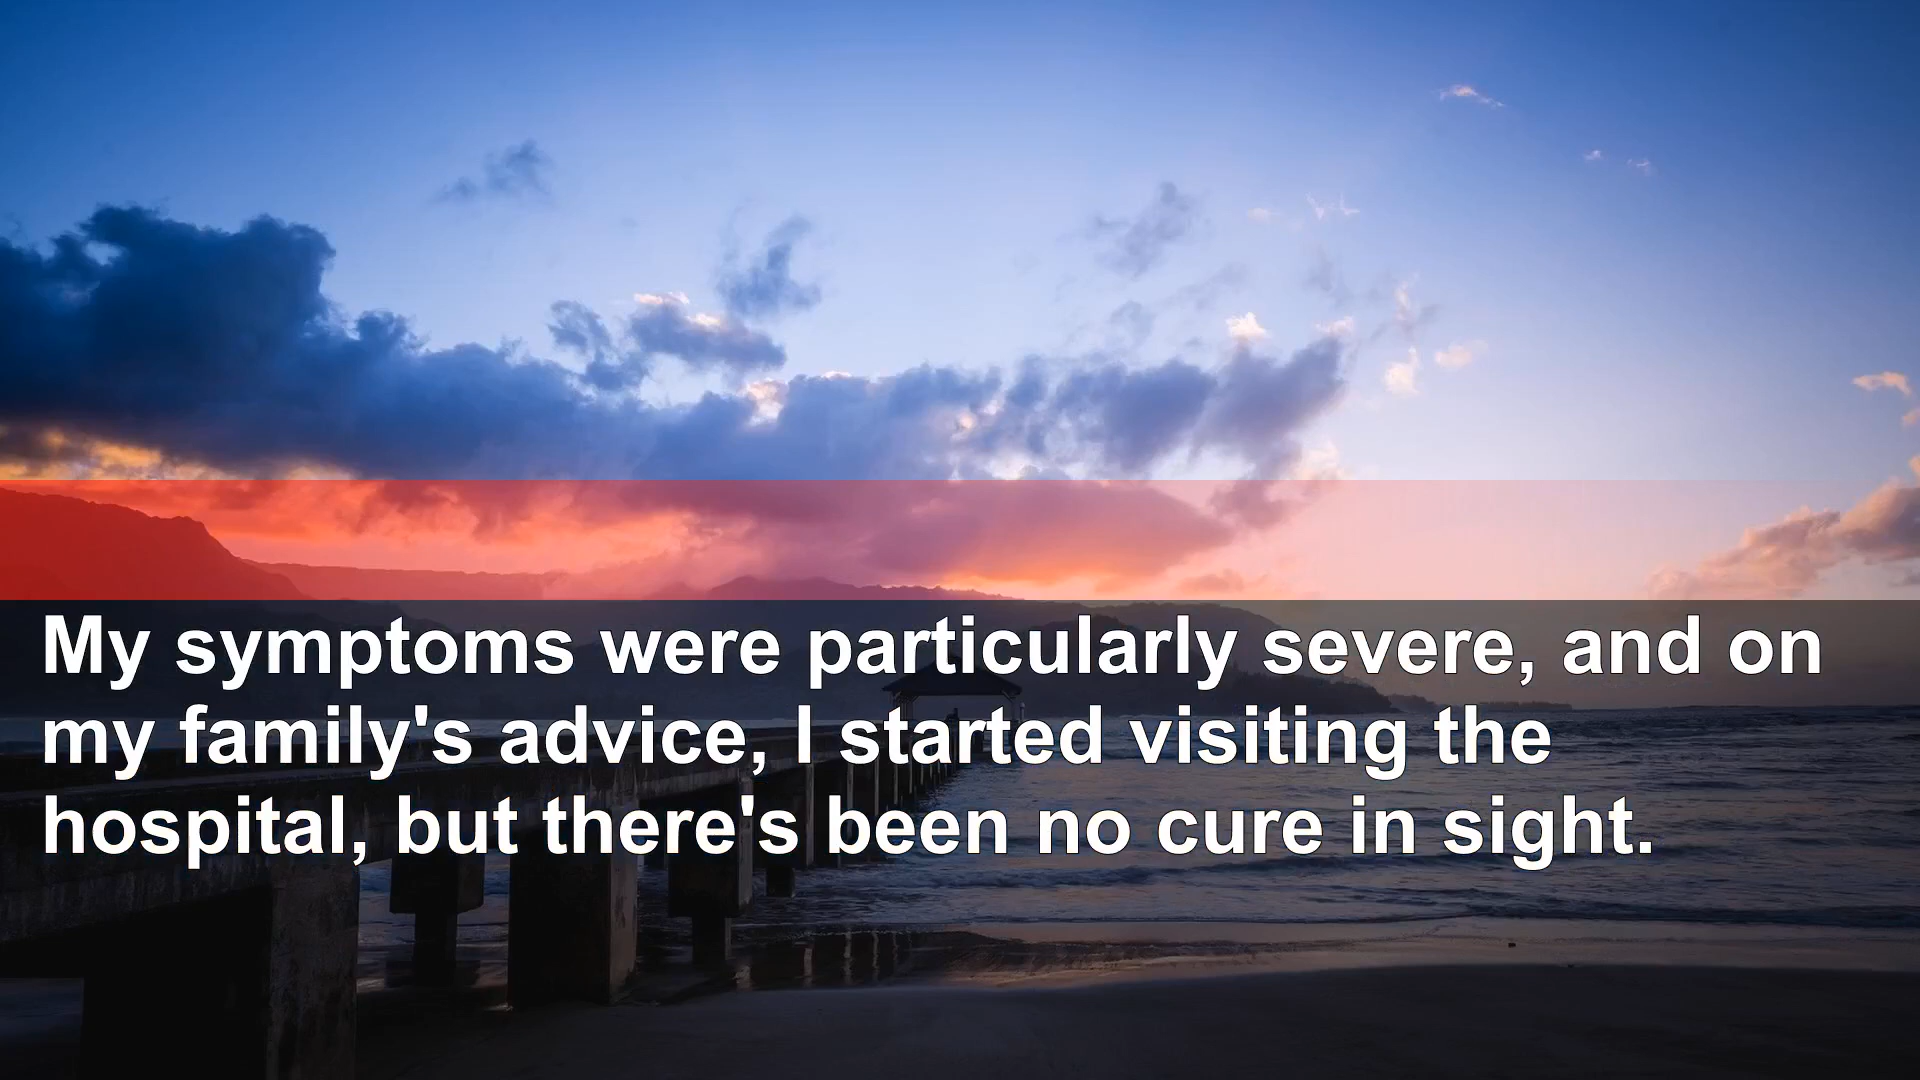 My symptoms were particularly severe, and on
my family's advice, I started visiting the
hospital, but there's been no cure in sight.